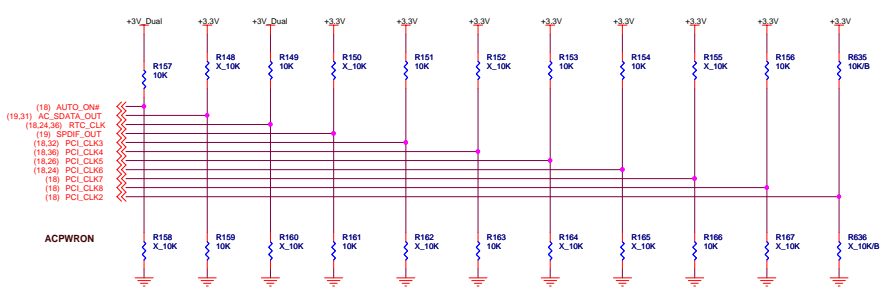 +3V_Dual +3.3V +3V_Dual +3.3V +3.3V +3.3V +3.3V +3.3V +3.3V +3.3V +3.3V
R157 R148 R149 R150 R151 R152 R153 R154 R155 R156 R635
10K X_10K 10K X_10K 10K X_10K 10K 10K X_10K 10K 10K/B
(18) AUTO_ON#
(19,31) AC_SDATA_OUT
(18,24,36) RTC_CLK
(19) SPDIF_OUT
(18,32) PCI_CLK3
(18,36) PCI_CLK4
(18,26) PCI_CLK5
(18,24) PCI_CLK6
(18) PCI_CLK7
(18) PCI_CLK8
(18) PCI_CLK2
ACPWRON
R158 R159 R160 R161 R162 R163 R164 R165 R166 R167 R636
X_10K 10K X_10K 10K X_10K 10K X_10K X_10K 10K X_10K X_10K/B